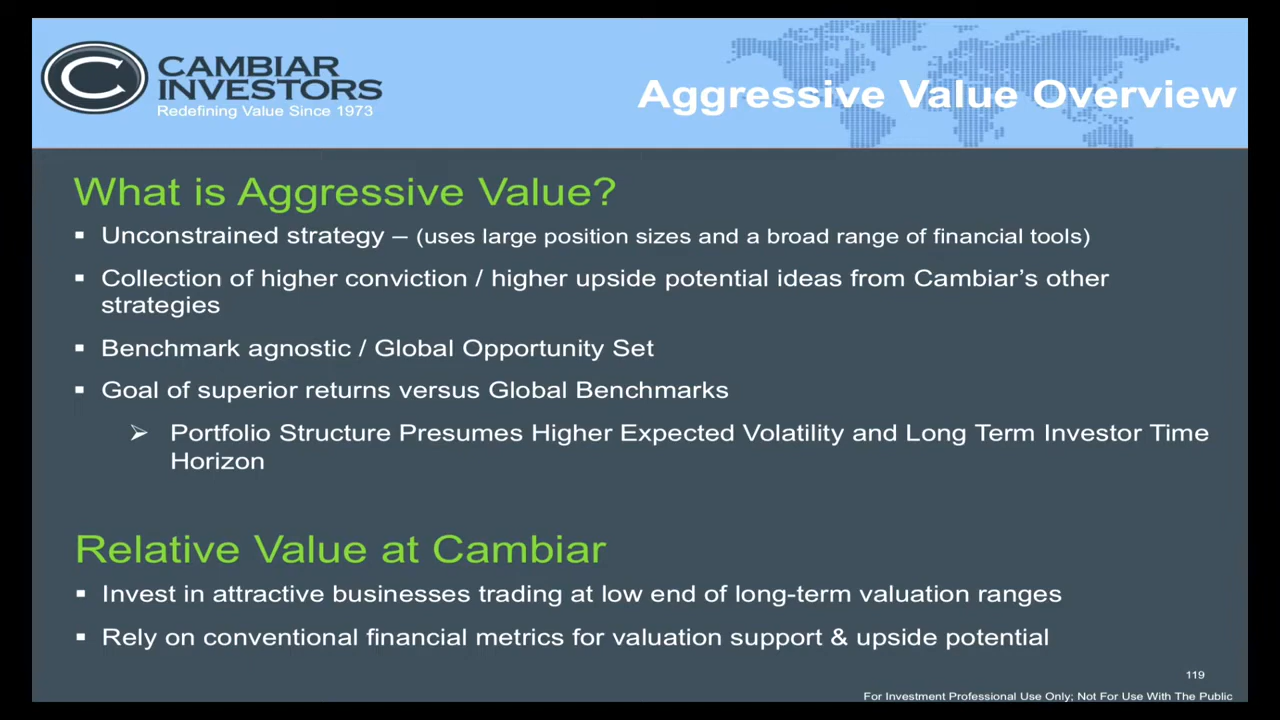 C
CAMBIAR
INVESTORS
Redefining Value Since 1973
Aggressive Value Overview
What is Aggressive Value?
▪ Unconstrained strategy – (uses large position sizes and a broad range of financial tools)
▪ Collection of higher conviction / higher upside potential ideas from Cambiar’s other
strategies
▪ Benchmark agnostic / Global Opportunity Set
▪ Goal of superior returns versus Global Benchmarks
➢ Portfolio Structure Presumes Higher Expected Volatility and Long Term Investor Time
Horizon
Relative Value at Cambiar
▪ Invest in attractive businesses trading at low end of long-term valuation ranges
▪ Rely on conventional financial metrics for valuation support & upside potential
119
For Investment Professional Use Only; Not For Use With The Public